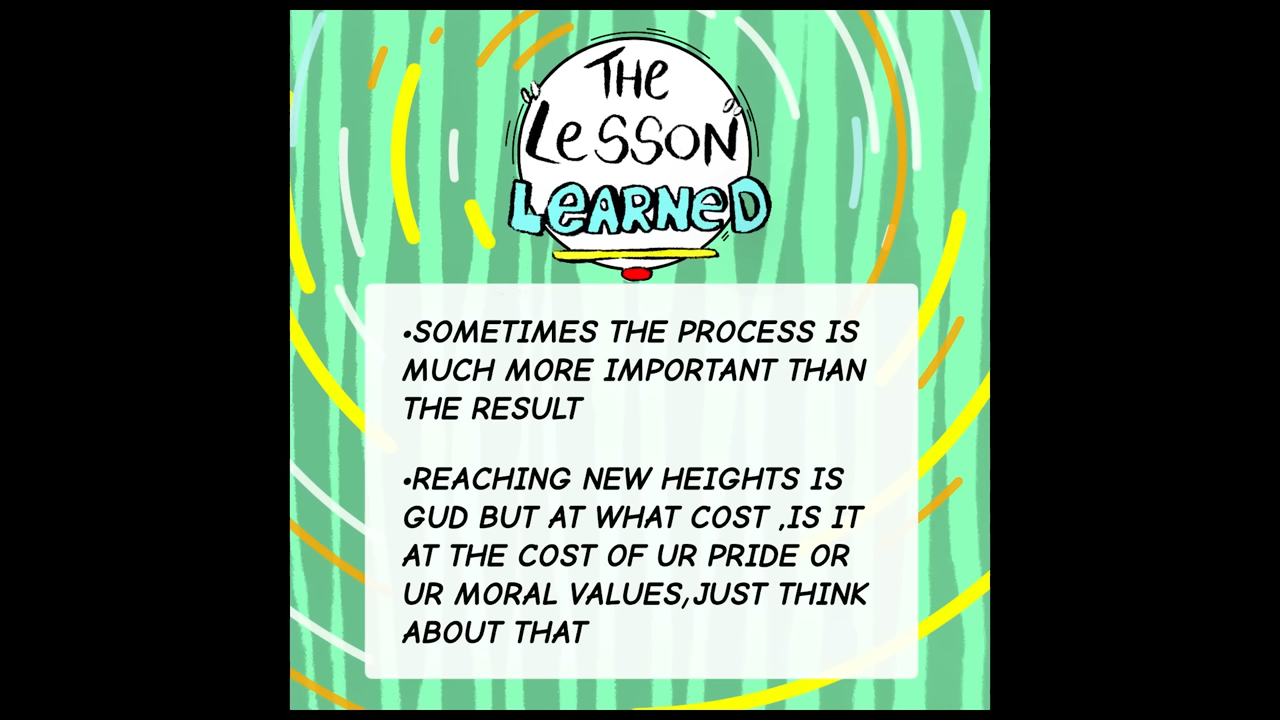 THE
LESSON
LEARNED
•SOMETIMES THE PROCESS IS
MUCH MORE IMPORTANT THAN
THE RESULT
•REACHING NEW HEIGHTS IS
GUD BUT AT WHAT COST ,IS IT
AT THE COST OF UR PRIDE OR
UR MORAL VALUES,JUST THINK
ABOUT THAT